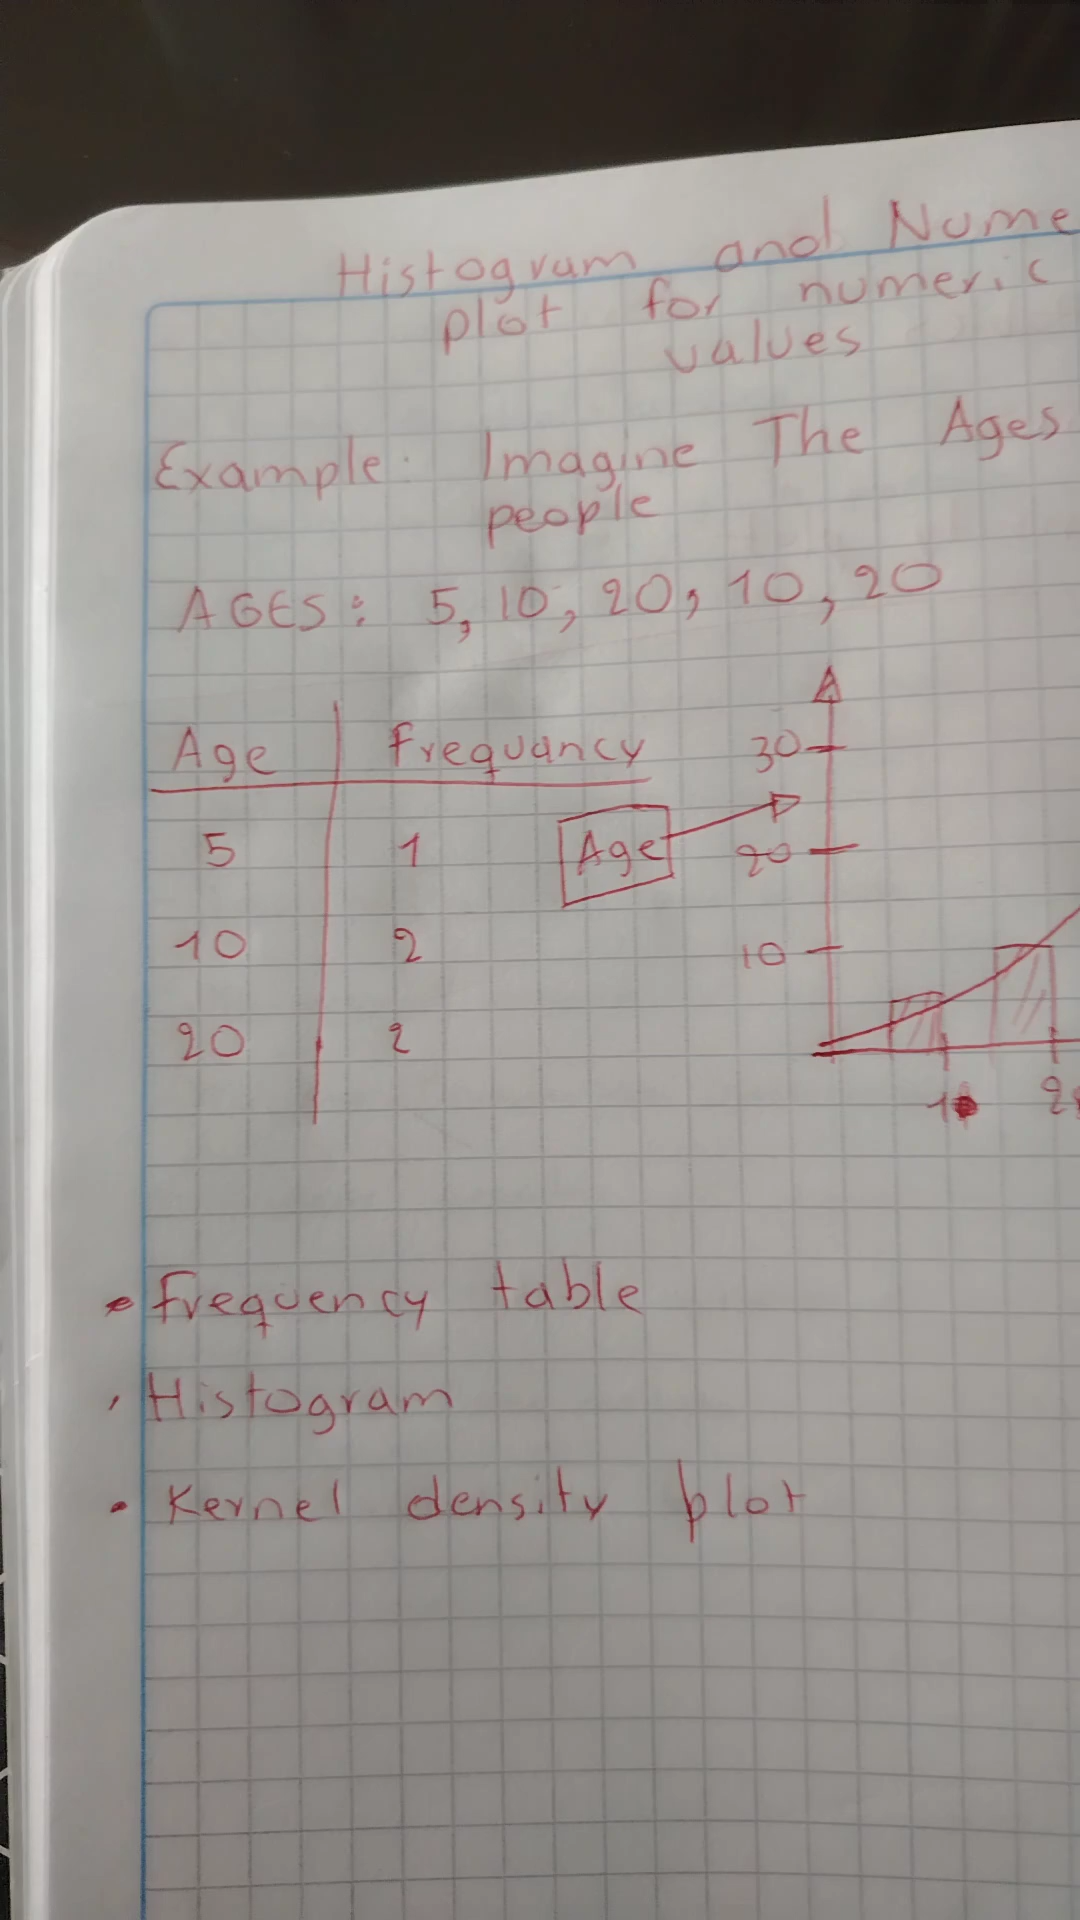 Histogram and Nume
plot for numeric
values
Example: Imagine The Ages
people
AGES: 5, 10, 20, 10, 20
Age Frequancy
5 1
10 2
20 2
Age
30
20
10
• Frequency table
• Histogram
• Kernel density plot